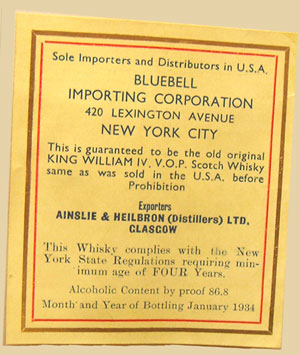 Sole Importers and Distributors in U.S.A.
BLUEBELL
IMPORTING CORPORATION
420 LEXINGTON AVENUE
NEW YORK CITY
This is guaranteed to be the old original
KING WILLIAM IV. V.O.P. Scotch Whisky
same as was sold in the U.S.A. before
Prohibition
Exporters
AINSLIE & HEILBRON (Distillers) LTD.
GLASGOW
This Whisky complies with the New
York State Regulations requiring min-
imum age of FOUR Years.
Alcoholic Content by proof 86.8
Month and Year of Bottling January 1934